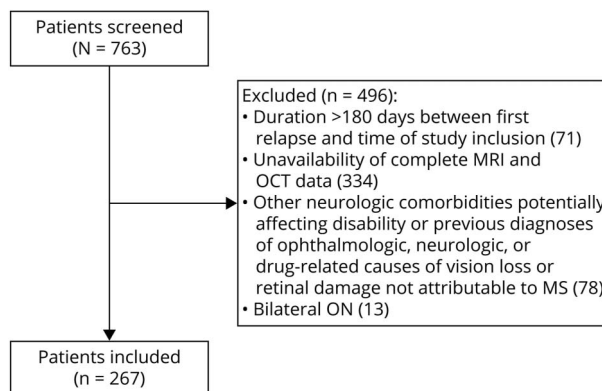 Patients screened
(N = 763)
Excluded (n = 496):
• Duration >180 days between first
relapse and time of study inclusion (71)
• Unavailability of complete MRI and
OCT data (334)
• Other neurologic comorbidities potentially
affecting disability or previous diagnoses
of ophthalmologic, neurologic, or
drug-related causes of vision loss or
retinal damage not attributable to MS (78)
• Bilateral ON (13)
Patients included
(n = 267)